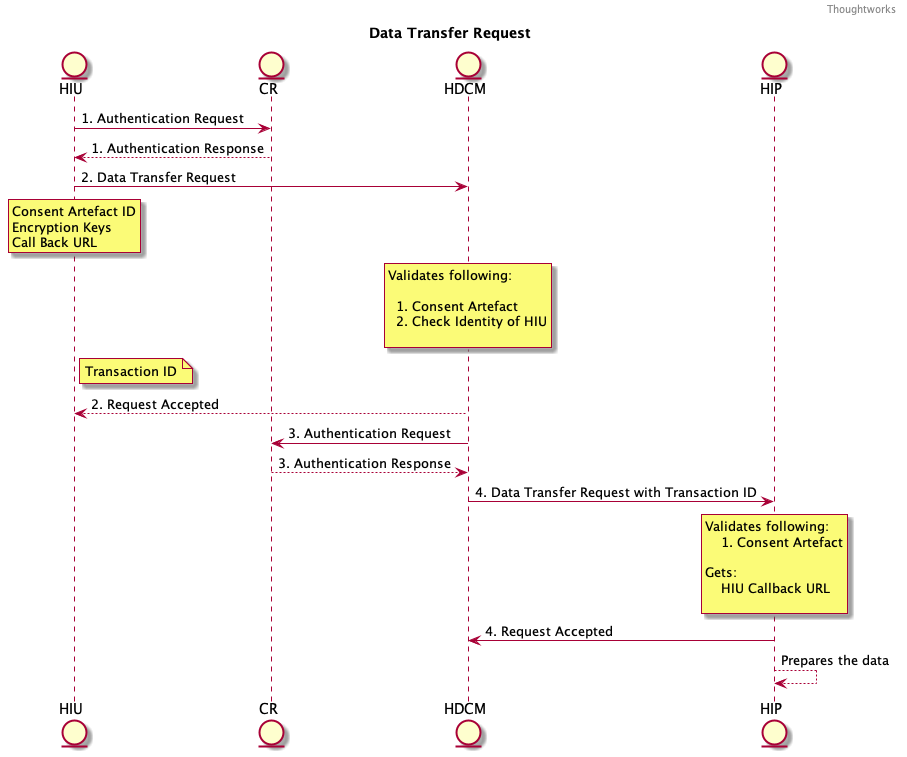 Thoughtworks
Data Transfer Request
HIU CR HDCM HIP
1. Authentication Request
1. Authentication Response
2. Data Transfer Request
Consent Artefact ID
Encryption Keys
Call Back URL
Validates following:
1. Consent Artefact
2. Check Identity of HIU
Transaction ID
2. Request Accepted
3. Authentication Request
3. Authentication Response
4. Data Transfer Request with Transaction ID
Validates following:
1. Consent Artefact
Gets:
HIU Callback URL
4. Request Accepted
Prepares the data
HIU CR HDCM HIP